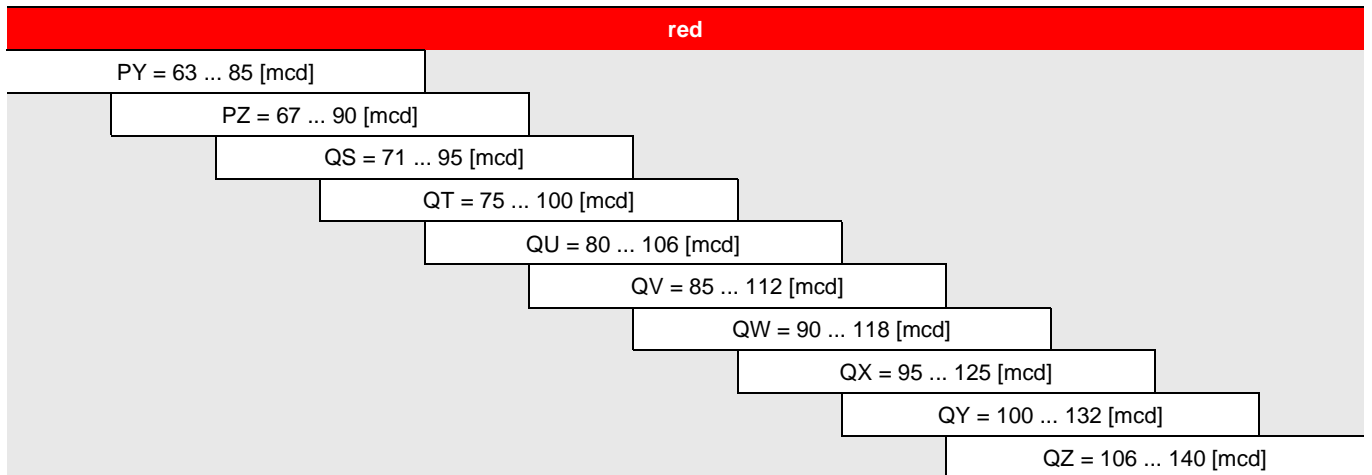 red
PY = 63 ... 85 [mcd]
PZ = 67 ... 90 [mcd]
QS = 71 ... 95 [mcd]
QT = 75 ... 100 [mcd]
QU = 80 ... 106 [mcd]
QV = 85 ... 112 [mcd]
QW = 90 ... 118 [mcd]
QX = 95 ... 125 [mcd]
QY = 100 ... 132 [mcd]
QZ = 106 ... 140 [mcd]